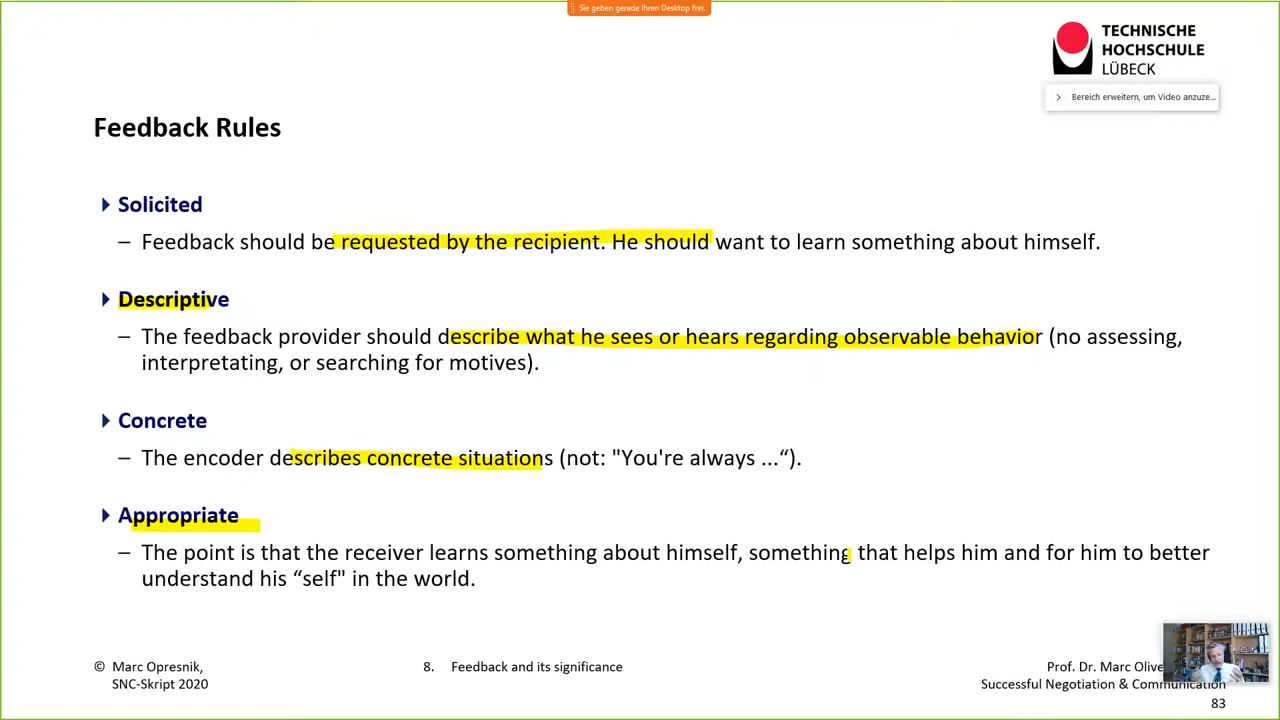 Sie geben gerade Ihren Desktop frei.
TECHNISCHE
HOCHSCHULE
LÜBECK
Bereich erweitern, um Video anzuze...
Feedback Rules
Solicited
– Feedback should be requested by the recipient. He should want to learn something about himself.
Descriptive
– The feedback provider should describe what he sees or hears regarding observable behavior (no assessing,
interpretating, or searching for motives).
Concrete
– The encoder describes concrete situations (not: "You're always ...“).
Appropriate
– The point is that the receiver learns something about himself, something that helps him and for him to better
understand his “self" in the world.
© Marc Opresnik,
SNC-Skript 2020
8. Feedback and its significance
Prof. Dr. Marc
Successful Negotiation & Communication
83